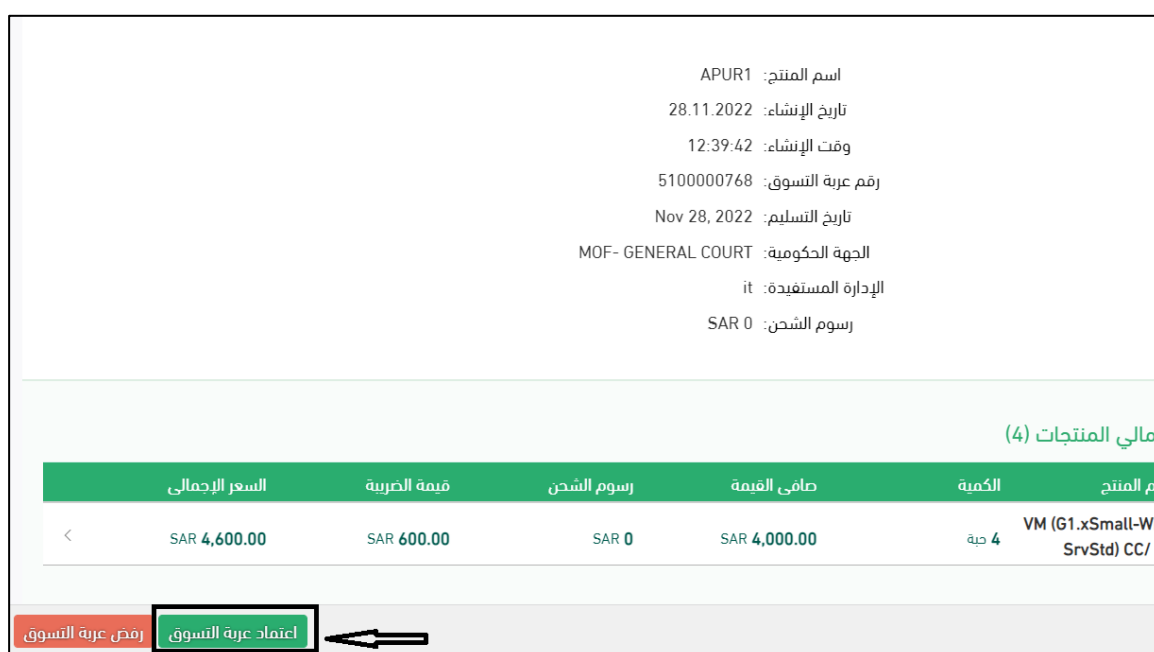 اسم المنتج: APUR1
تاريخ الإنشاء: 28.11.2022
وقت الإنشاء: 12:39:42
رقم عربة التسوق: 5100000768
تاريخ التسليم: Nov 28, 2022
الجهة الحكومية: MOF- GENERAL COURT
الإدارة المستفيدة: it
رسوم الشحن: SAR 0
مالي المنتجات (4)
م المنتج الكمية صافي القيمة رسوم الشحن قيمة الضريبة السعر الإجمالي
VM (G1.xSmall-W
SrvStd) CC/
4 حبة SAR 4,000.00 SAR 0 SAR 600.00 SAR 4,600.00
اعتماد عربة التسوق رفض عربة التسوق